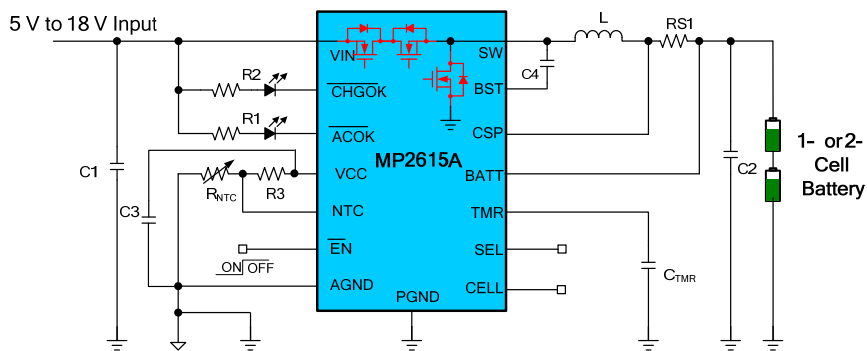 5 V to 18 V Input
L
RS1
VIN
SW
R2
C4
CHGOK
BST
R1
ACOK
CSP
1- or 2-
Cell
Battery
MP2615A
C1
C2
RNTC
R3
VCC
BATT
C3
NTC
TMR
EN
SEL
ON OFF
CTMR
AGND
CELL
PGND